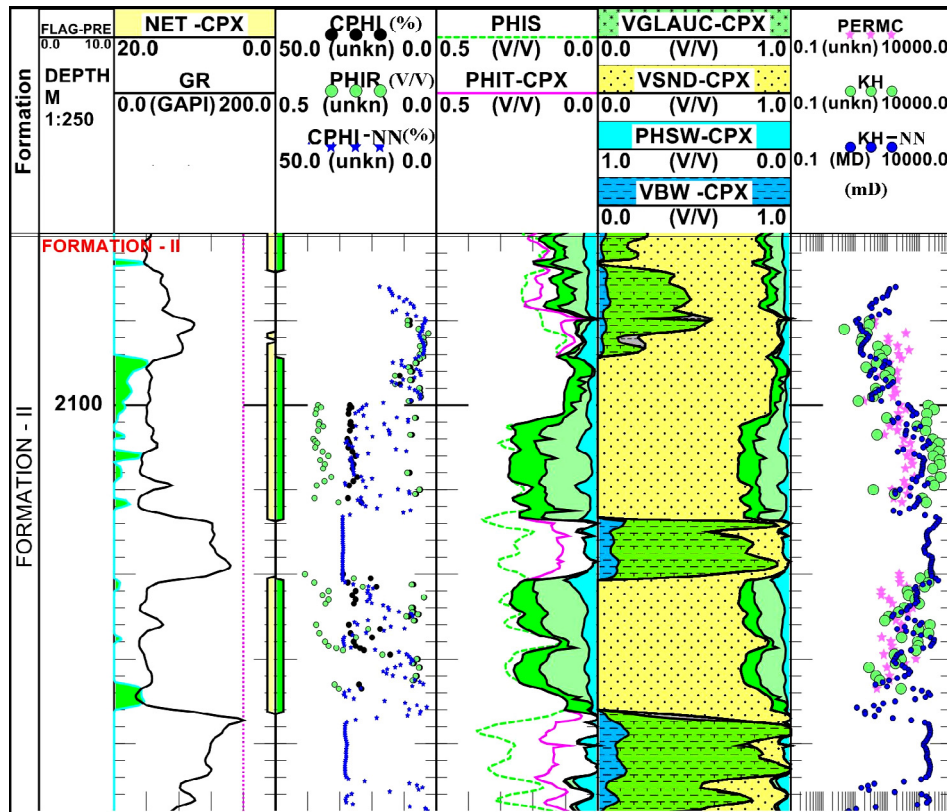 Formation
FLAG-PRE
0.0 10.0
DEPTH
M
1:250
NET -CPX
20.0 0.0
GR
0.0 (GAPI) 200.0
CPHI (%)
50.0 (unkn) 0.0
PHIR (V/V)
0.5 (unkn) 0.0
CPHI-NN(%)
50.0 (unkn) 0.0
PHIS
0.5 (V/V) 0.0
PHIT-CPX
0.5 (V/V) 0.0
VGLAUC-CPX
0.0 (V/V) 1.0
VSND-CPX
0.0 (V/V) 1.0
PHSW-CPX
1.0 (V/V) 0.0
VBW -CPX
0.0 (V/V) 1.0
PERMC
0.1 (unkn) 10000.0
KH
0.1 (unkn) 10000.0
KH-NN
0.1 (MD) 10000.0
(mD)
FORMATION - II
FORMATION - II
2100